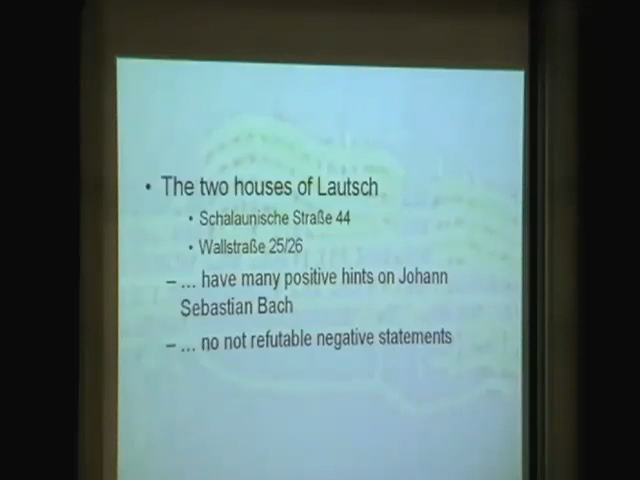 • The two houses of Lautsch
• Schalaunische Straße 44
• Wallstraße 25/26
– ... have many positive hints on Johann
Sebastian Bach
– ... no not refutable negative statements